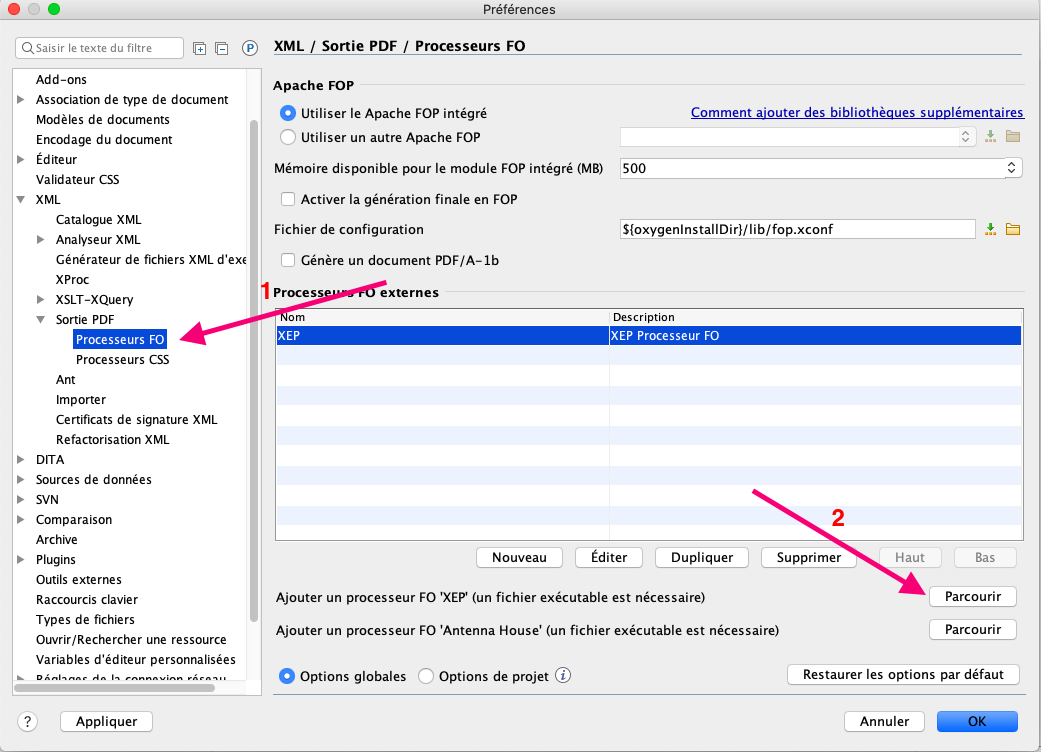 Préférences
Saisir le texte du filtre
P
XML / Sortie PDF / Processeurs FO
Add-ons
Association de type de document
Modèles de documents
Encodage du document
Éditeur
Validateur CSS
XML
Catalogue XML
Analyseur XML
Générateur de fichiers XML d'exe
XProc
XSLT-XQuery
Sortie PDF
Processeurs FO
Processeurs CSS
Ant
Importer
Certificats de signature XML
Refactorisation XML
DITA
Sources de données
SVN
Comparaison
Archive
Plugins
Outils externes
Raccourcis clavier
Types de fichiers
Ouvrir/Rechercher une ressource
Variables d'éditeur personnalisées
Réglages de la connexion réseau
Apache FOP
Utiliser le Apache FOP intégré
Comment ajouter des bibliothèques supplémentaires
Utiliser un autre Apache FOP
Mémoire disponible pour le module FOP intégré (MB) 500
Activer la génération finale en FOP
Fichier de configuration ${oxygenInstallDir}/lib/fop.xconf
Génère un document PDF/A-1b
1
Processeurs FO externes
Nom Description
XEP XEP Processeur FO
2
Nouveau Éditer Dupliquer Supprimer Haut Bas
Ajouter un processeur FO 'XEP' (un fichier exécutable est nécessaire) Parcourir
Ajouter un processeur FO 'Antenna House' (un fichier exécutable est nécessaire) Parcourir
Options globales Options de projet i Restaurer les options par défaut
? Appliquer Annuler OK